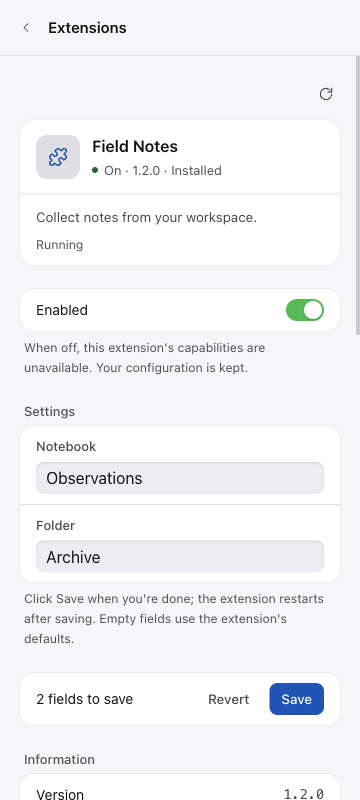 Extensions
Field Notes
On · 1.2.0 · Installed
Collect notes from your workspace.
Running
Enabled
When off, this extension's capabilities are
unavailable. Your configuration is kept.
Settings
Notebook
Observations
Folder
Archive
Click Save when you're done; the extension restarts
after saving. Empty fields use the extension's
defaults.
2 fields to save Revert Save
Information
Version 1.2.0